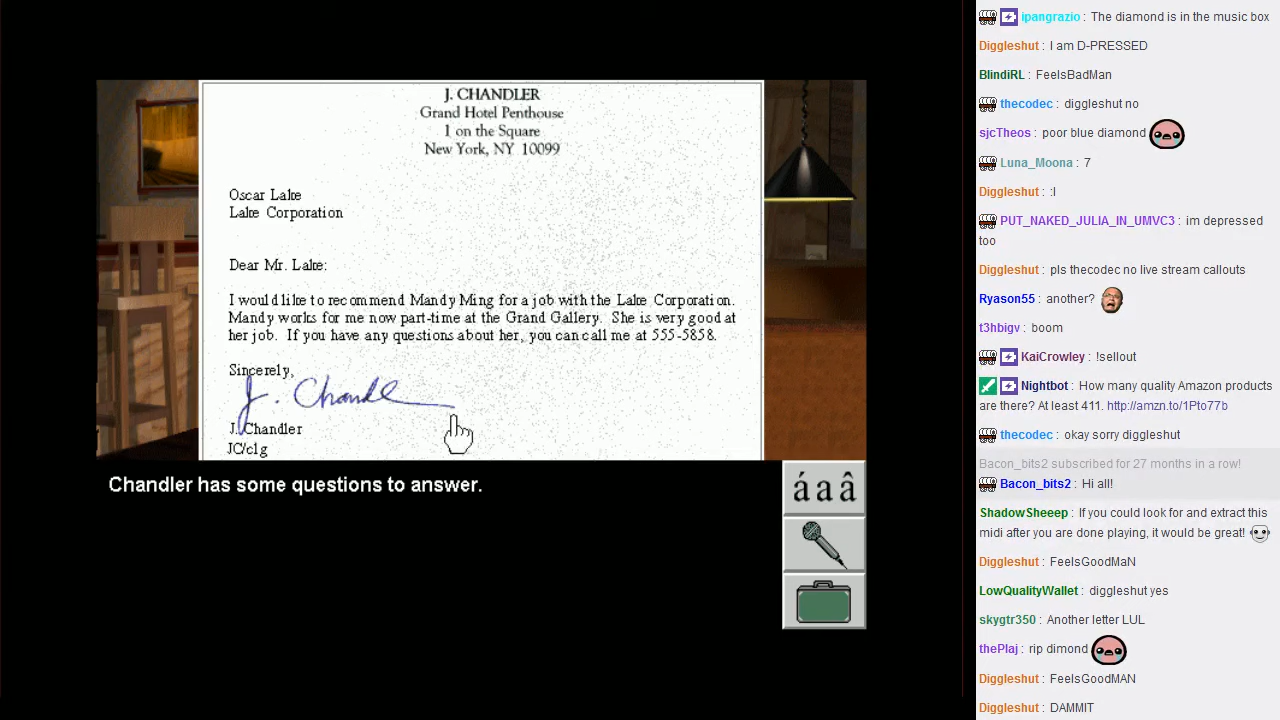 J. CHANDLER
Grand Hotel Penthouse
1 on the Square
New York, NY 10099
Oscar Lake
Lake Corporation
Dear Mr. Lake:
I would like to recommend Mandy Ming for a job with the Lake Corporation.
Mandy works for me now part-time at the Grand Gallery. She is very good at
her job. If you have any questions about her, you can call me at 555-5858.
Sincerely,
J. Chandler
J. Chandler
JC/clg
Chandler has some questions to answer.
á a â
ipangrazio : The diamond is in the music box
Diggleshut : I am D-PRESSED
BlindiRL : FeelsBadMan
thecodec : diggleshut no
sjcTheos : poor blue diamond
Luna_Moona : 7
Diggleshut : :l
PUT_NAKED_JULIA_IN_UMVC3 : im depressed
too
Diggleshut : pls thecodec no live stream callouts
Ryason55 : another?
t3hbigv : boom
KaiCrowley : !sellout
Nightbot : How many quality Amazon products
are there? At least 411. http://amzn.to/1Pto77b
thecodec : okay sorry diggleshut
Bacon_bits2 subscribed for 27 months in a row!
Bacon_bits2 : Hi all!
ShadowSheeep : If you could look for and extract this
midi after you are done playing, it would be great!
Diggleshut : FeelsGoodMaN
LowQualityWallet : diggleshut yes
skygtr350 : Another letter LUL
thePlaj : rip dimond
Diggleshut : FeelsGoodMAN
Diggleshut : DAMMIT